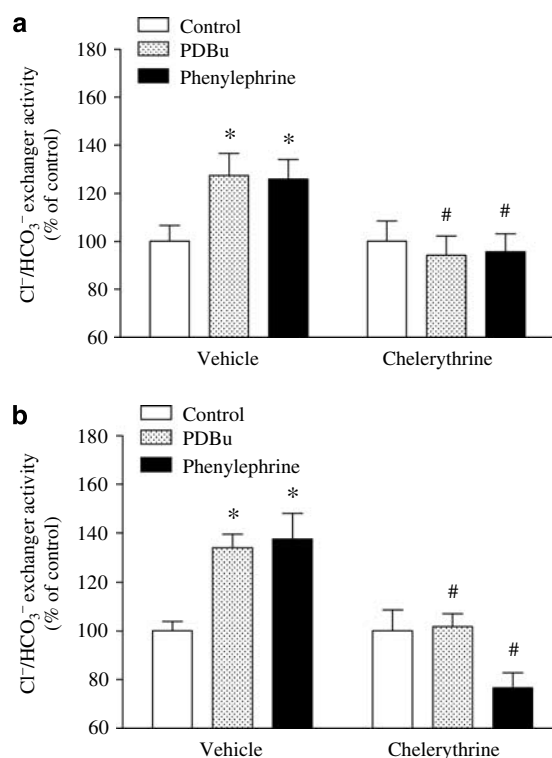 a
Control
PDBu
Phenylephrine
Cl⁻/HCO₃⁻ exchanger activity
(% of control)
180
160
140
120
100
80
60
*
*
#
#
Vehicle
Chelerythrine
b
Control
PDBu
Phenylephrine
Cl⁻/HCO₃⁻ exchanger activity
(% of control)
180
160
140
120
100
80
60
*
*
#
#
Vehicle
Chelerythrine